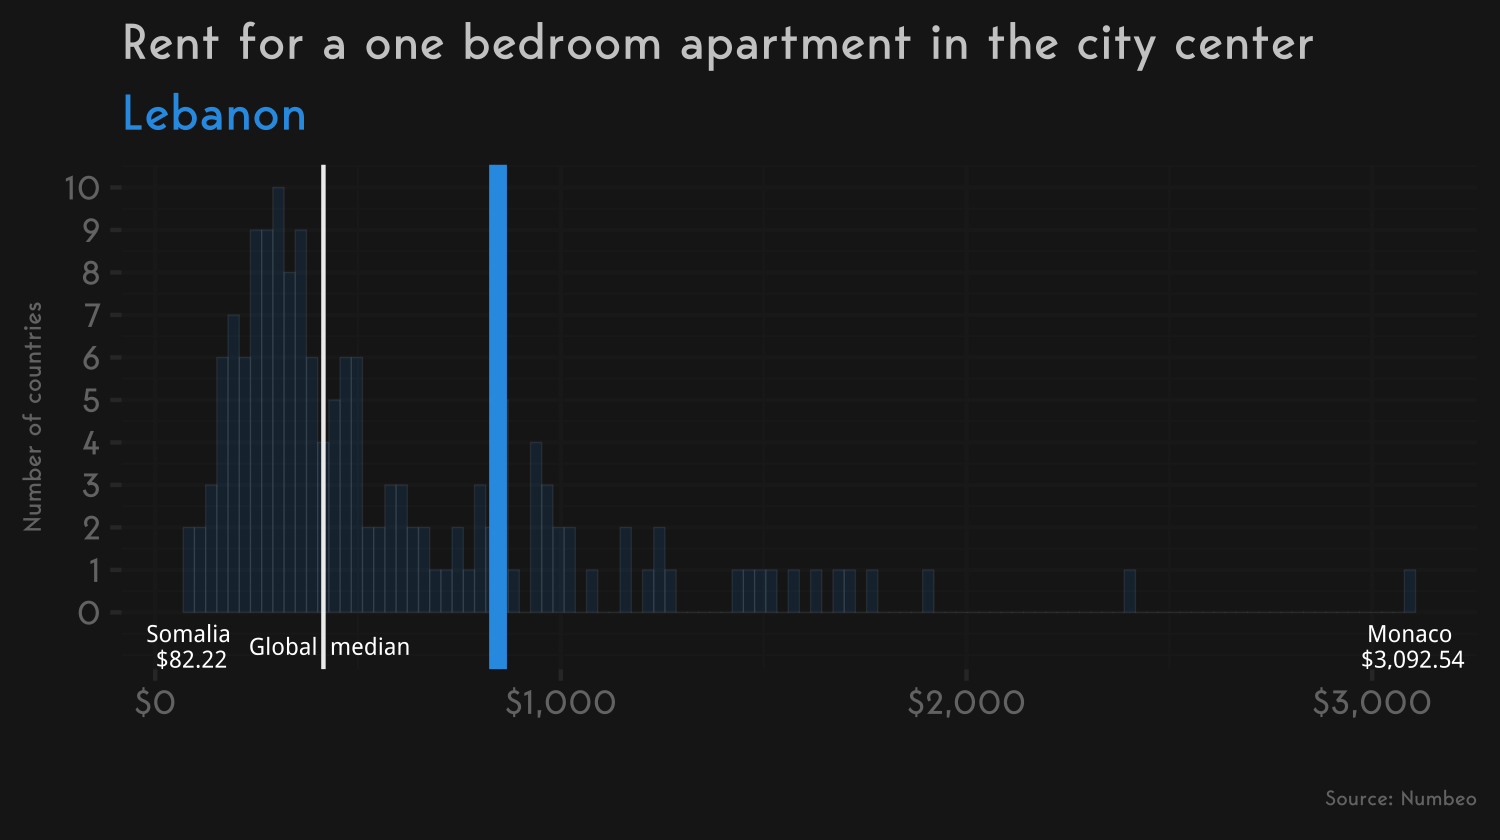 Rent for a one bedroom apartment in the city center
Lebanon
Number of countries
10
9
8
7
6
5
4
3
2
1
0
Somalia
$82.22
Global median
Monaco
$3,092.54
$0
$1,000
$2,000
$3,000
Source: Numbeo